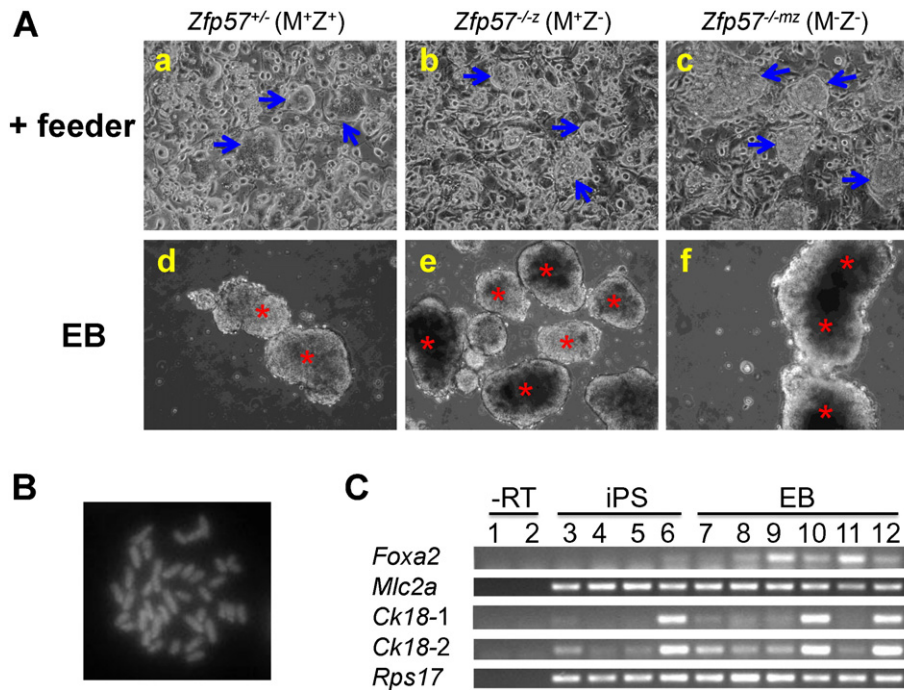 A
Zfp57+/- (M+Z+) Zfp57-/-z (M+Z-) Zfp57-/-mz (M-Z-)
+ feeder
a b c
EB
d e f
* * * * * * * * * *
B
C
-RT iPS EB
1 2 3 4 5 6 7 8 9 10 11 12
Foxa2
Mlc2a
Ck18-1
Ck18-2
Rps17